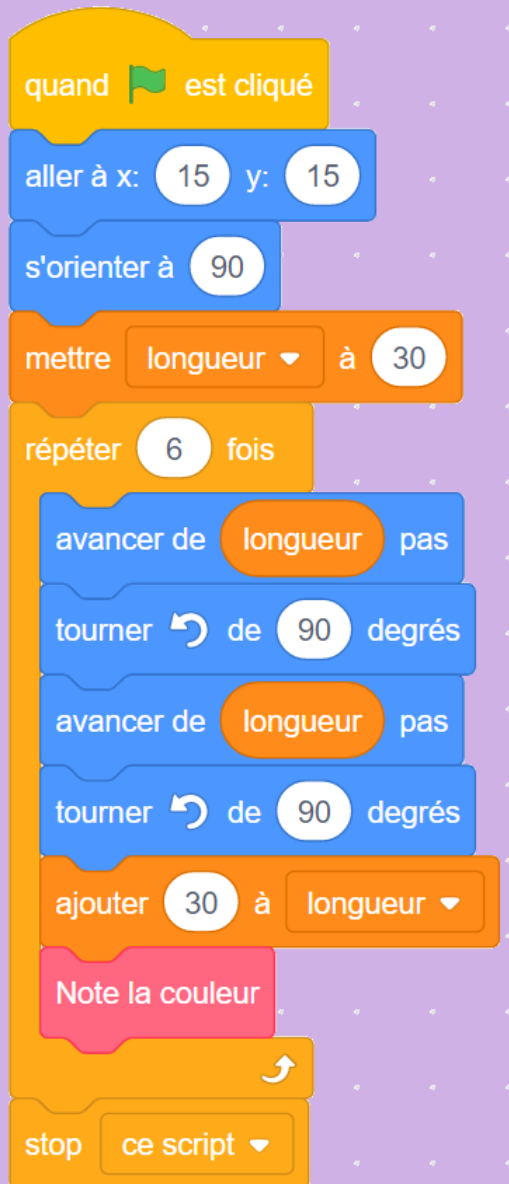 quand est cliqué
aller à x: 15 y: 15
s'orienter à 90
mettre longueur à 30
répéter 6 fois
avancer de longueur pas
tourner de 90 degrés
avancer de longueur pas
tourner de 90 degrés
ajouter 30 à longueur
Note la couleur
stop ce script